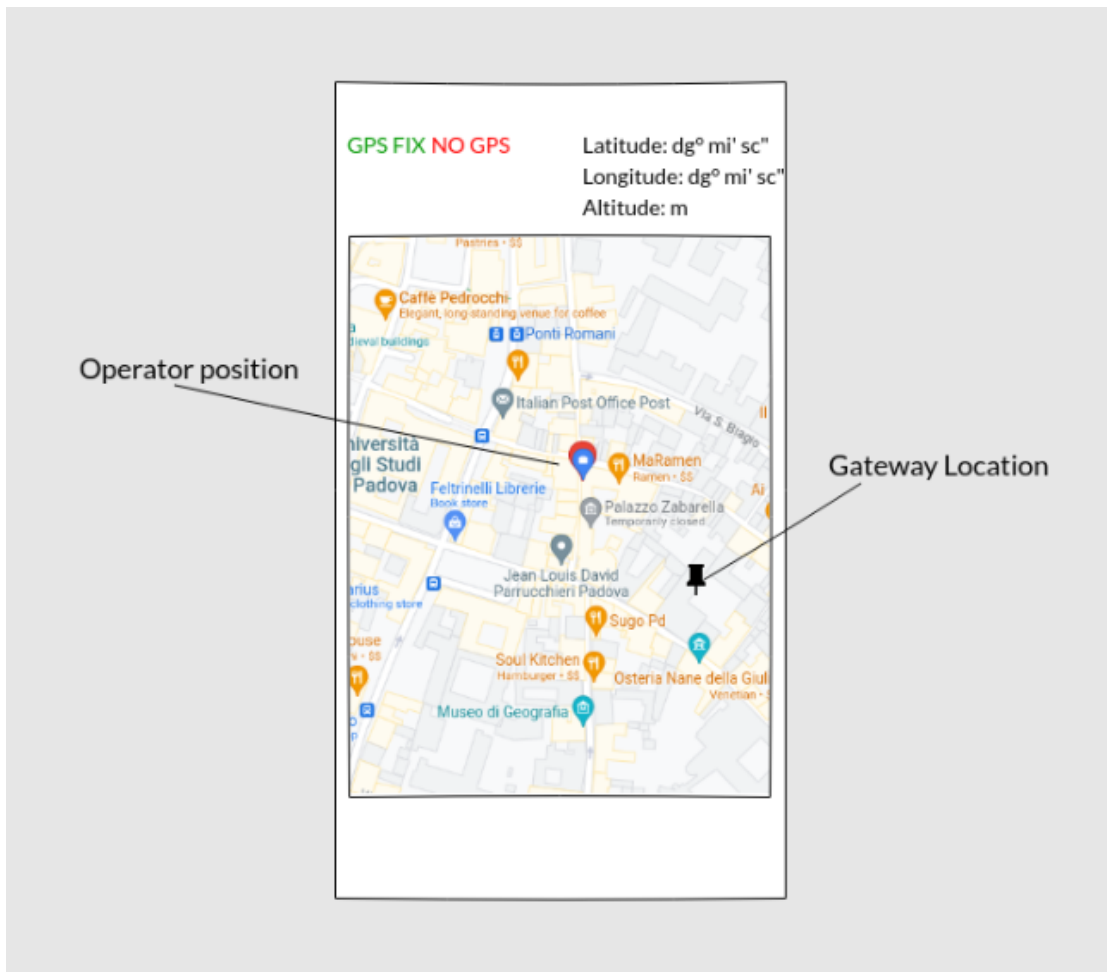 GPS FIX NO GPS
Latitude: dg° mi' sc"
Longitude: dg° mi' sc"
Altitude: m
Pastries • $$
Caffè Pedrocchi
Elegant, long-standing venue for coffee
Ponti Romani
dieval buildings
Operator position
Italian Post Office Post
Via S. Biagio
niversità
gli Studi
Padova
MaRamen
Ramen • $$
Gateway Location
Feltrinelli Librerie
Book store
Ai
Palazzo Zabarella
Temporarily closed
Jean Louis David
Parrucchieri Padova
arius
clothing store
Sugo Pd
ouse
$$
Soul Kitchen
Hamburger • $$
Osteria Nane della Giul
Venetian •
Museo di Geografia